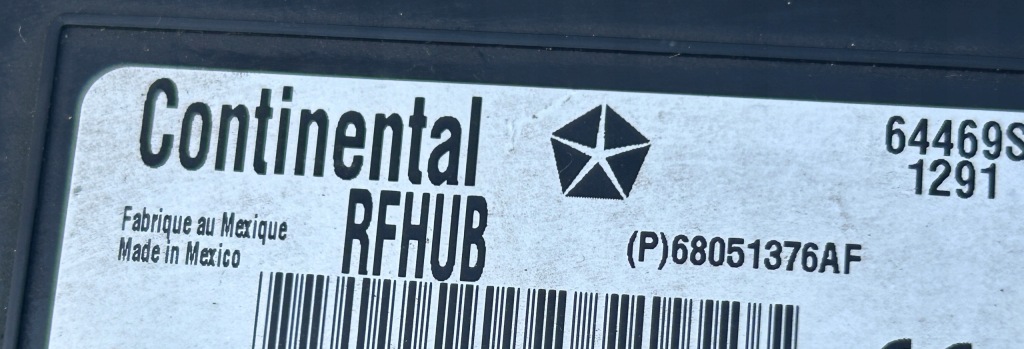 Continental
64469S
1291
RFHUB
Fabrique au Mexique
Made in Mexico
(P)68051376AF